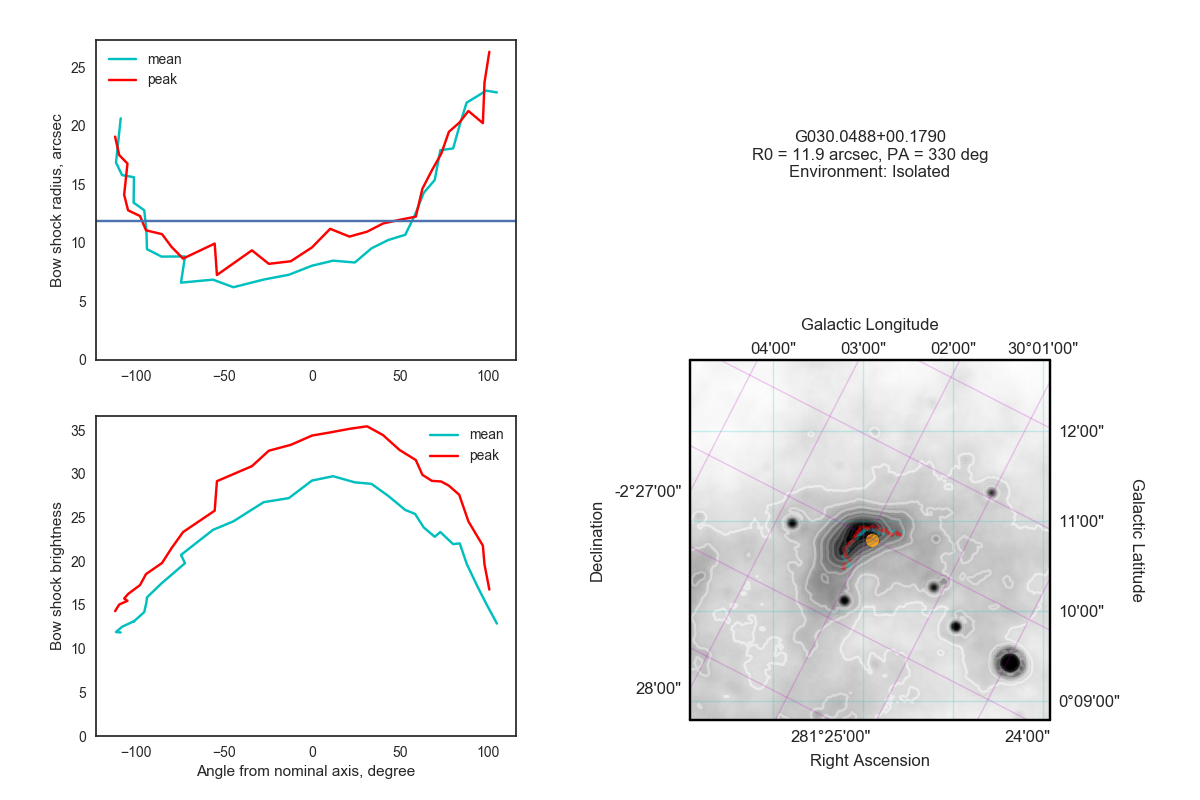 mean
peak
25
20
15
10
5
0
Bow shock radius, arcsec
−100
−50
0
50
100
G030.0488+00.1790
R0 = 11.9 arcsec, PA = 330 deg
Environment: Isolated
mean
peak
35
30
25
20
15
10
5
0
Bow shock brightness
−100
−50
0
50
100
Angle from nominal axis, degree
Galactic Longitude
04'00"
03'00"
02'00"
30°01'00"
-2°27'00"
28'00"
Declination
12'00"
11'00"
10'00"
0°09'00"
Galactic Latitude
281°25'00"
24'00"
Right Ascension